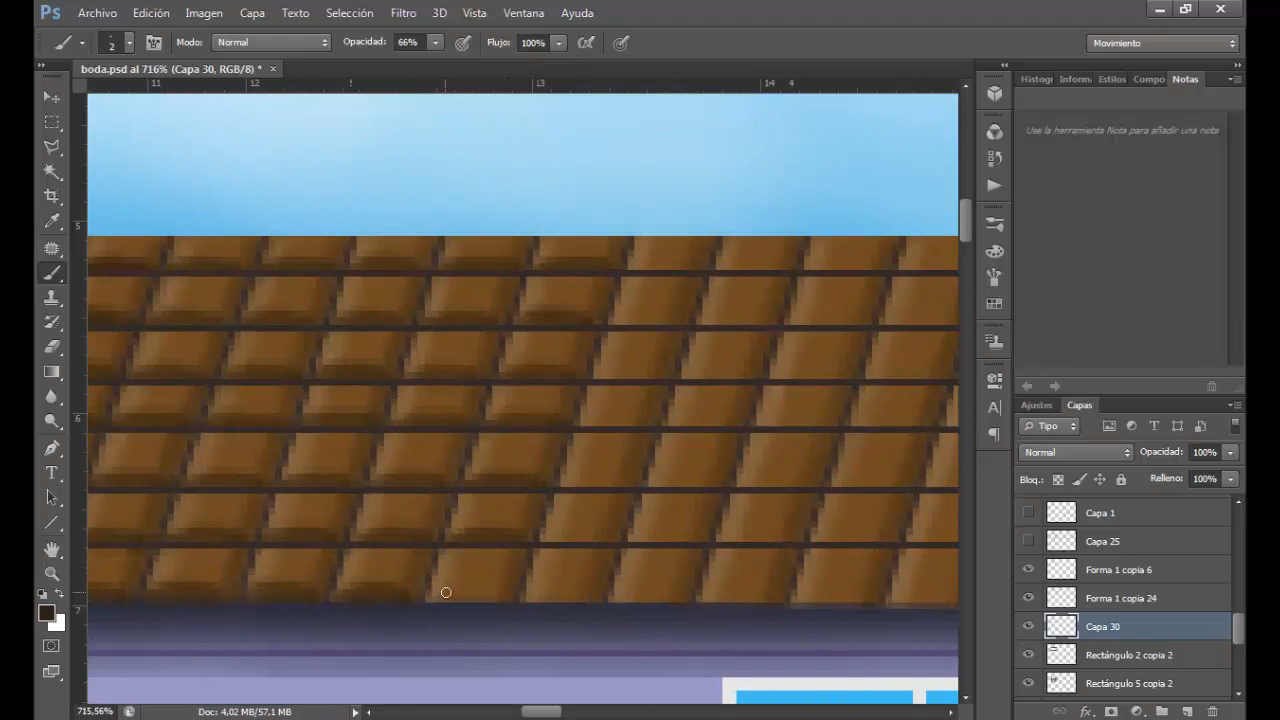 Ps Archivo Edición Imagen Capa Texto Selección Filtro 3D Vista Ventana Ayuda
2 Modo: Normal Opacidad: 66% Flujo: 100% Movimiento
boda.psd al 716% (Capa 30, RGB/8) * ×
Histogr Informa Estilos Compo Notas
11 12 13 14 4
Use la herramienta Nota para añadir una nota
5
6
7
Ajustes Capas
Tipo
Normal Opacidad: 100%
Bloq.: Relleno: 100%
Capa 1
Capa 25
Forma 1 copia 6
Forma 1 copia 24
Capa 30
Rectángulo 2 copia 2
Rectángulo 5 copia 2
715,56% Doc: 4,02 MB/57,1 MB
fx